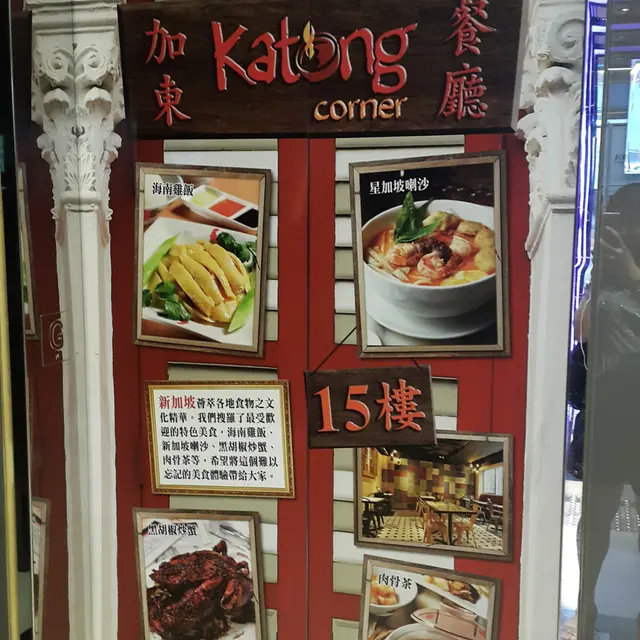 加東
Katong
corner
餐廳
海南雞飯
星加坡喇沙
新加坡薈萃各地食物之文
化精華。我們搜羅了最受歡
迎的特色美食，海南雞飯、
新加坡喇沙、黑胡椒炒蟹、
肉骨茶等，希望將這個難以
忘記的美食體驗帶給大家。
15樓
黑胡椒炒蟹
肉骨茶